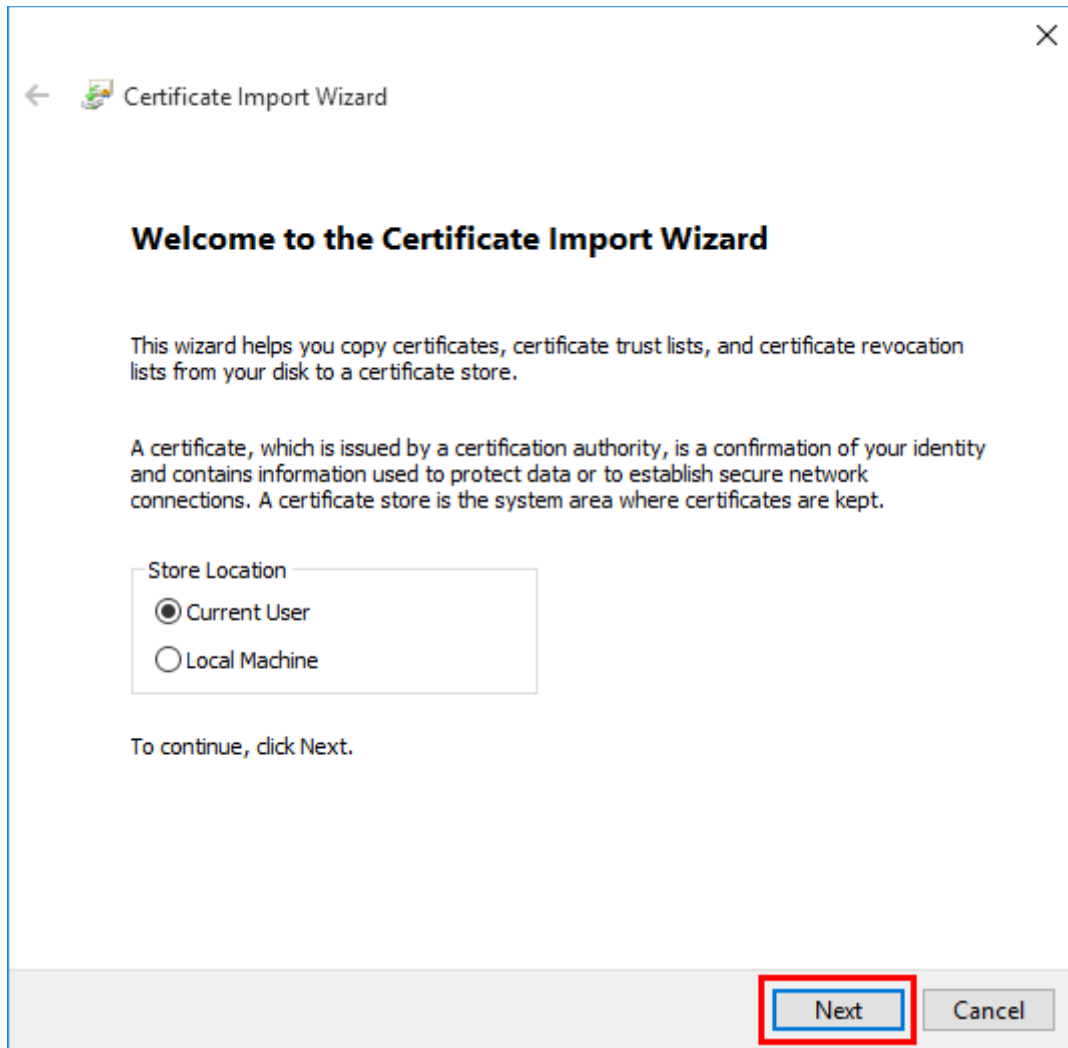 Certificate Import Wizard
Welcome to the Certificate Import Wizard
This wizard helps you copy certificates, certificate trust lists, and certificate revocation
lists from your disk to a certificate store.
A certificate, which is issued by a certification authority, is a confirmation of your identity
and contains information used to protect data or to establish secure network
connections. A certificate store is the system area where certificates are kept.
Store Location
Current User
Local Machine
To continue, click Next.
Next Cancel